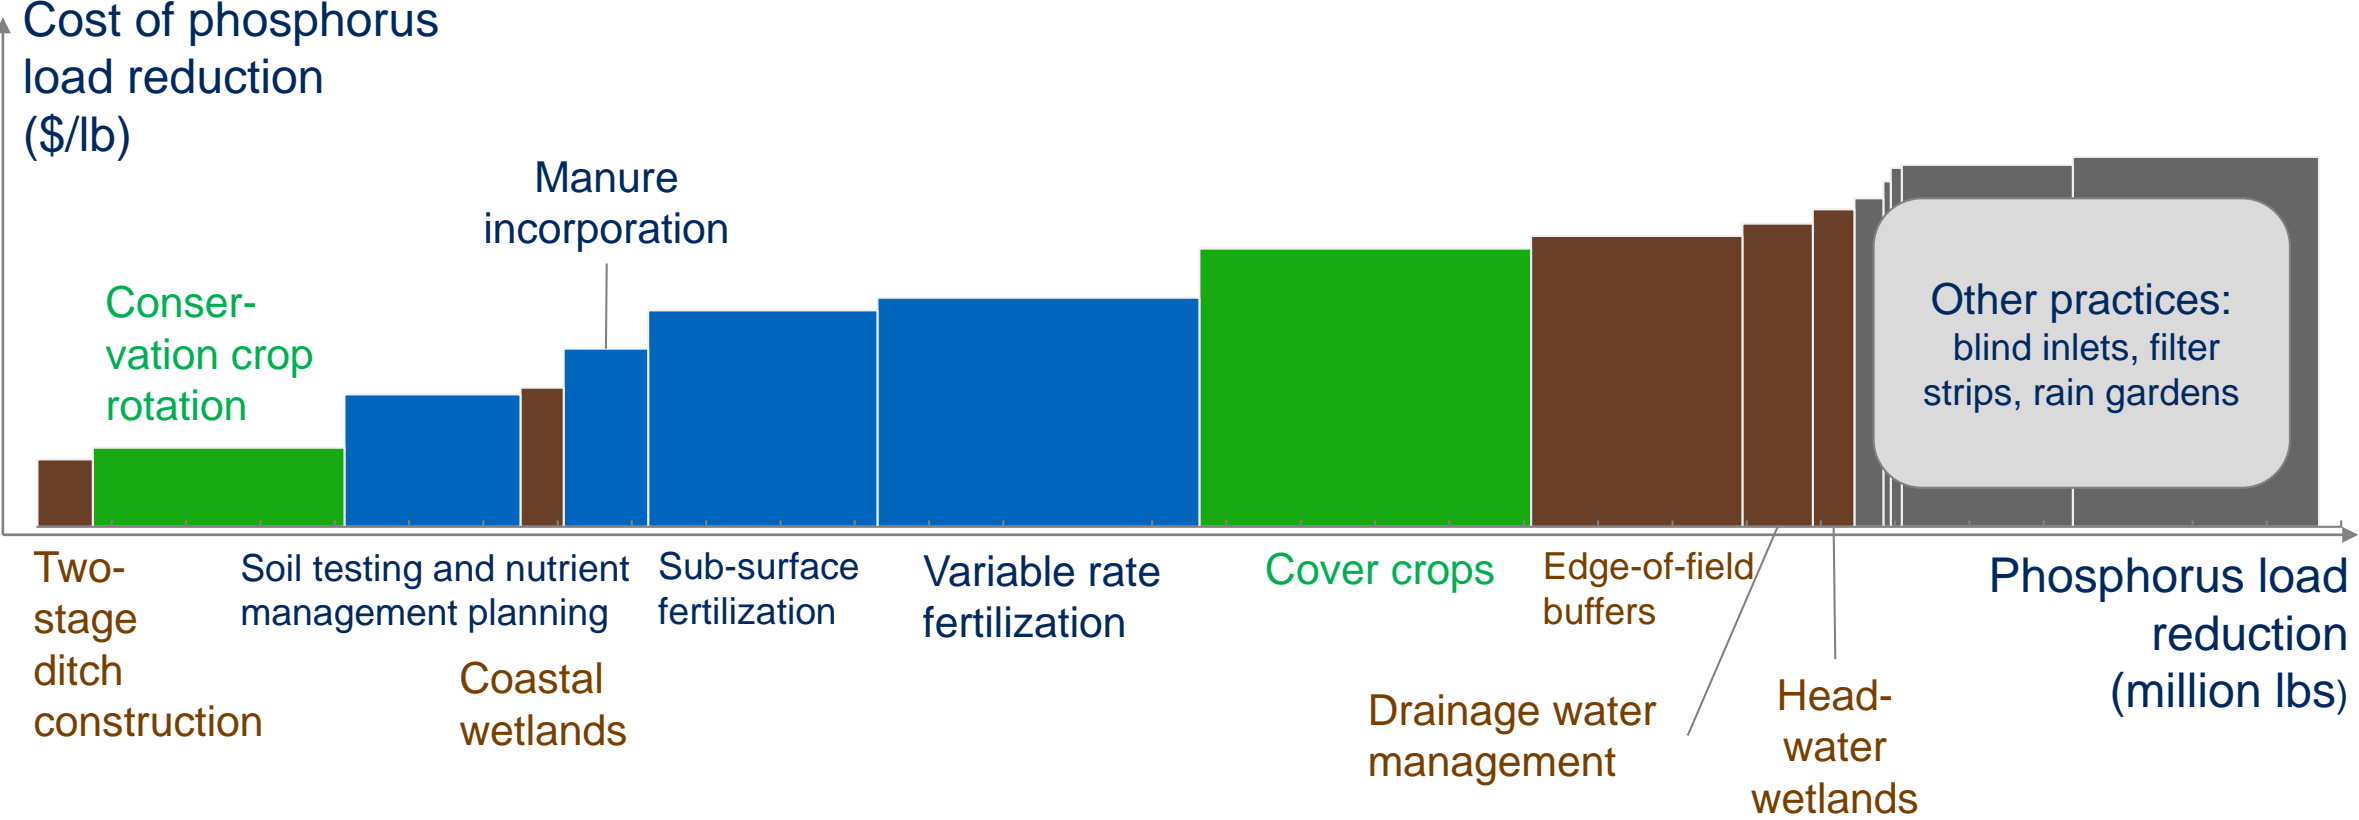 Cost of phosphorus
load reduction
($/lb)
Manure
incorporation
Conser-
vation crop
rotation
Other practices:
blind inlets, filter
strips, rain gardens
Two-
stage
ditch
construction
Soil testing and nutrient
management planning
Coastal
wetlands
Sub-surface
fertilization
Variable rate
fertilization
Cover crops
Edge-of-field
buffers
Drainage water
management
Head-
water
wetlands
Phosphorus load
reduction
(million lbs)